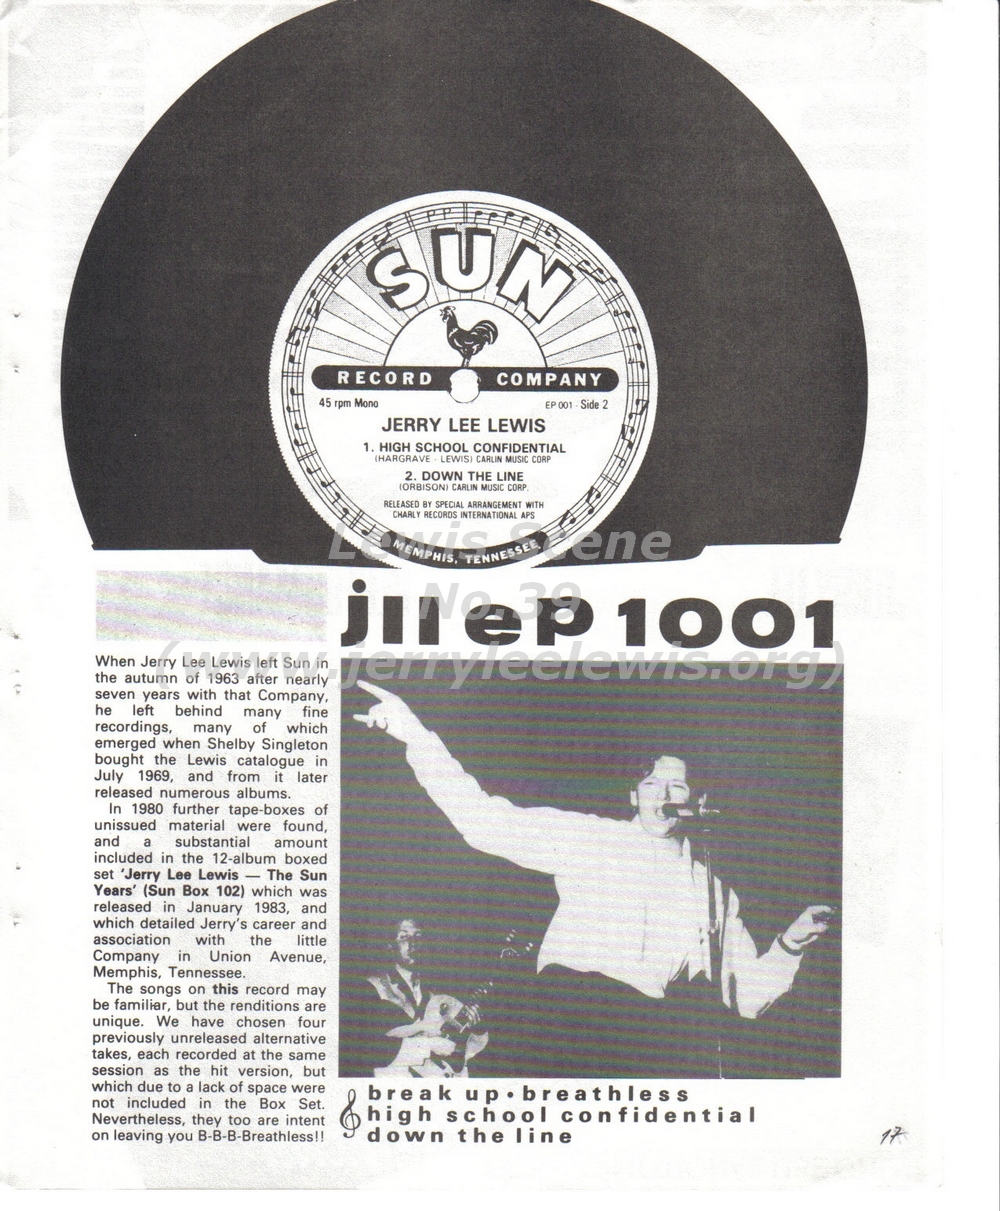 SUN
RECORD COMPANY
45 rpm Mono
EP 001 - Side 2
JERRY LEE LEWIS
1. HIGH SCHOOL CONFIDENTIAL
(HARGRAVE - LEWIS) CARLIN MUSIC CORP
2. DOWN THE LINE
(ORBISON) CARLIN MUSIC CORP.
RELEASED BY SPECIAL ARRANGEMENT WITH
CHARLY RECORDS INTERNATIONAL APS
MEMPHIS, TENNESSEE
Lewis Scene
No.39
(www.jerryleelewis.org)
jll eP 1001
When Jerry Lee Lewis left Sun in
the autumn of 1963 after nearly
seven years with that Company,
he left behind many fine
recordings, many of which
emerged when Shelby Singleton
bought the Lewis catalogue in
July 1969, and from it later
released numerous albums.
In 1980 further tape-boxes of
unissued material were found,
and a substantial amount
included in the 12-album boxed
set 'Jerry Lee Lewis — The Sun
Years' (Sun Box 102) which was
released in January 1983, and
which detailed Jerry's career and
association with the little
Company in Union Avenue,
Memphis, Tennessee.
The songs on this record may
be familiar, but the renditions are
unique. We have chosen four
previously unreleased alternative
takes, each recorded at the same
session as the hit version, but
which due to a lack of space were
not included in the Box Set.
Nevertheless, they too are intent
on leaving you B-B-B-Breathless!!
break up • breathless
high school confidential
down the line
17